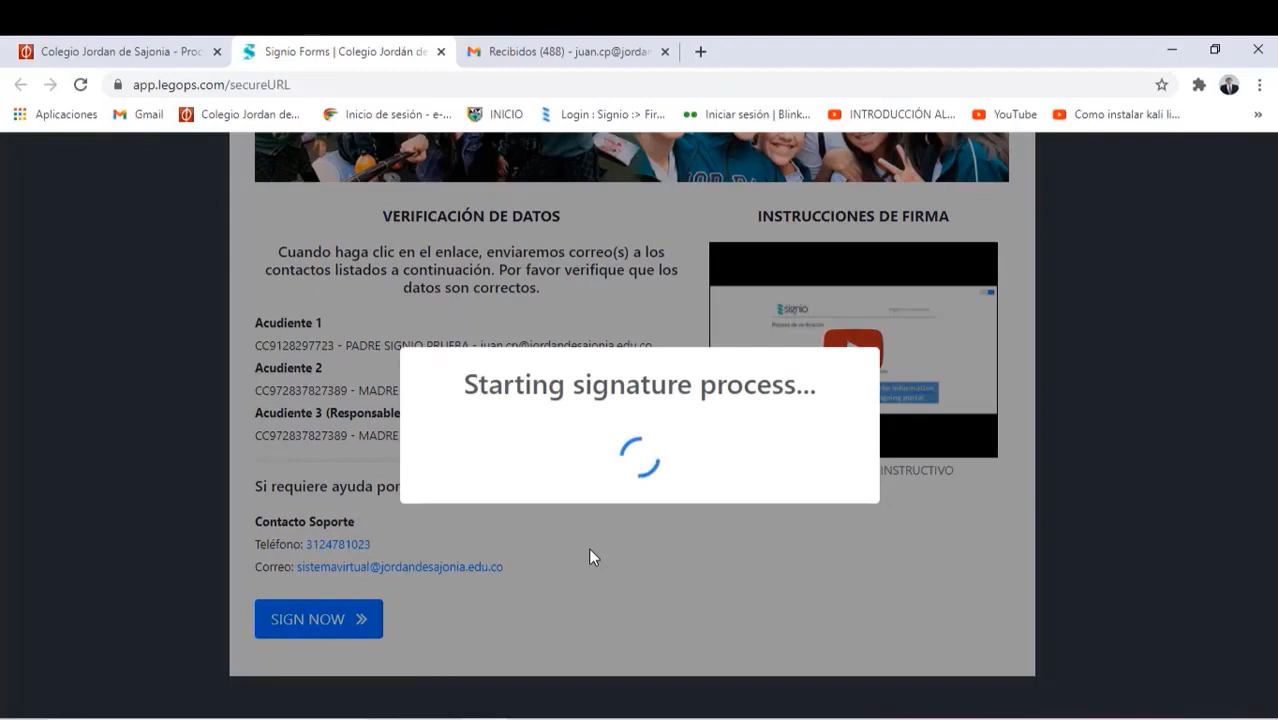 Colegio Jordan de Sajonia - Proc
Signio Forms | Colegio Jordán de
Recibidos (488) - juan.cp@jordan
app.legops.com/secureURL
Aplicaciones
Gmail
Colegio Jordan de...
Inicio de sesión - e-...
INICIO
Login : Signio :> Fir...
Iniciar sesión | Blink...
INTRODUCCIÓN AL...
YouTube
Como instalar kali li...
»
VERIFICACIÓN DE DATOS
Cuando haga clic en el enlace, enviaremos correo(s) a los
contactos listados a continuación. Por favor verifique que los
datos son correctos.
Acudiente 1
CC9128297723 - PADRE SIGNIO PRUEBA - juan.cp@jordandesajonia.edu.co
Acudiente 2
CC972837827389 - MADRE
Acudiente 3 (Responsable
CC972837827389 - MADRE
Si requiere ayuda por
Contacto Soporte
Teléfono: 3124781023
Correo: sistemavirtual@jordandesajonia.edu.co
SIGN NOW
INSTRUCCIONES DE FIRMA
signio
Proceso de verificación
INSTRUCTIVO
Starting signature process...